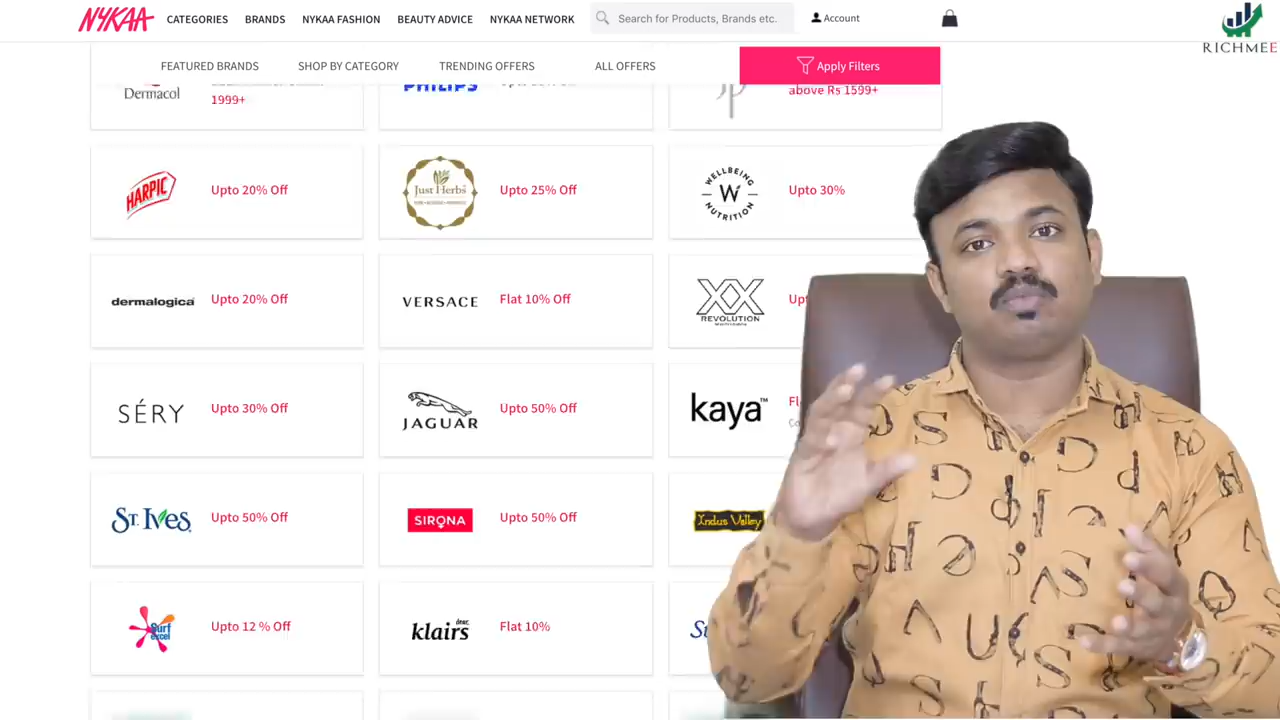 NYKAA CATEGORIES BRANDS NYKAA FASHION BEAUTY ADVICE NYKAA NETWORK Search for Products, Brands etc. Account
RICHMEE
FEATURED BRANDS SHOP BY CATEGORY TRENDING OFFERS ALL OFFERS Apply Filters
Dermacol 1999+ PHILIPS above Rs 1599+
HARPIC Upto 20% Off
Just Herbs Upto 25% Off
WELLBEING W NUTRITION Upto 30%
dermalogica Upto 20% Off
VERSACE Flat 10% Off
REVOLUTION
SÉRY Upto 30% Off
JAGUAR Upto 50% Off
kaya™
St. Ives Upto 50% Off
SIRONA Upto 50% Off
Indus Valley
Surf excel Upto 12 % Off
dear, klairs Flat 10%